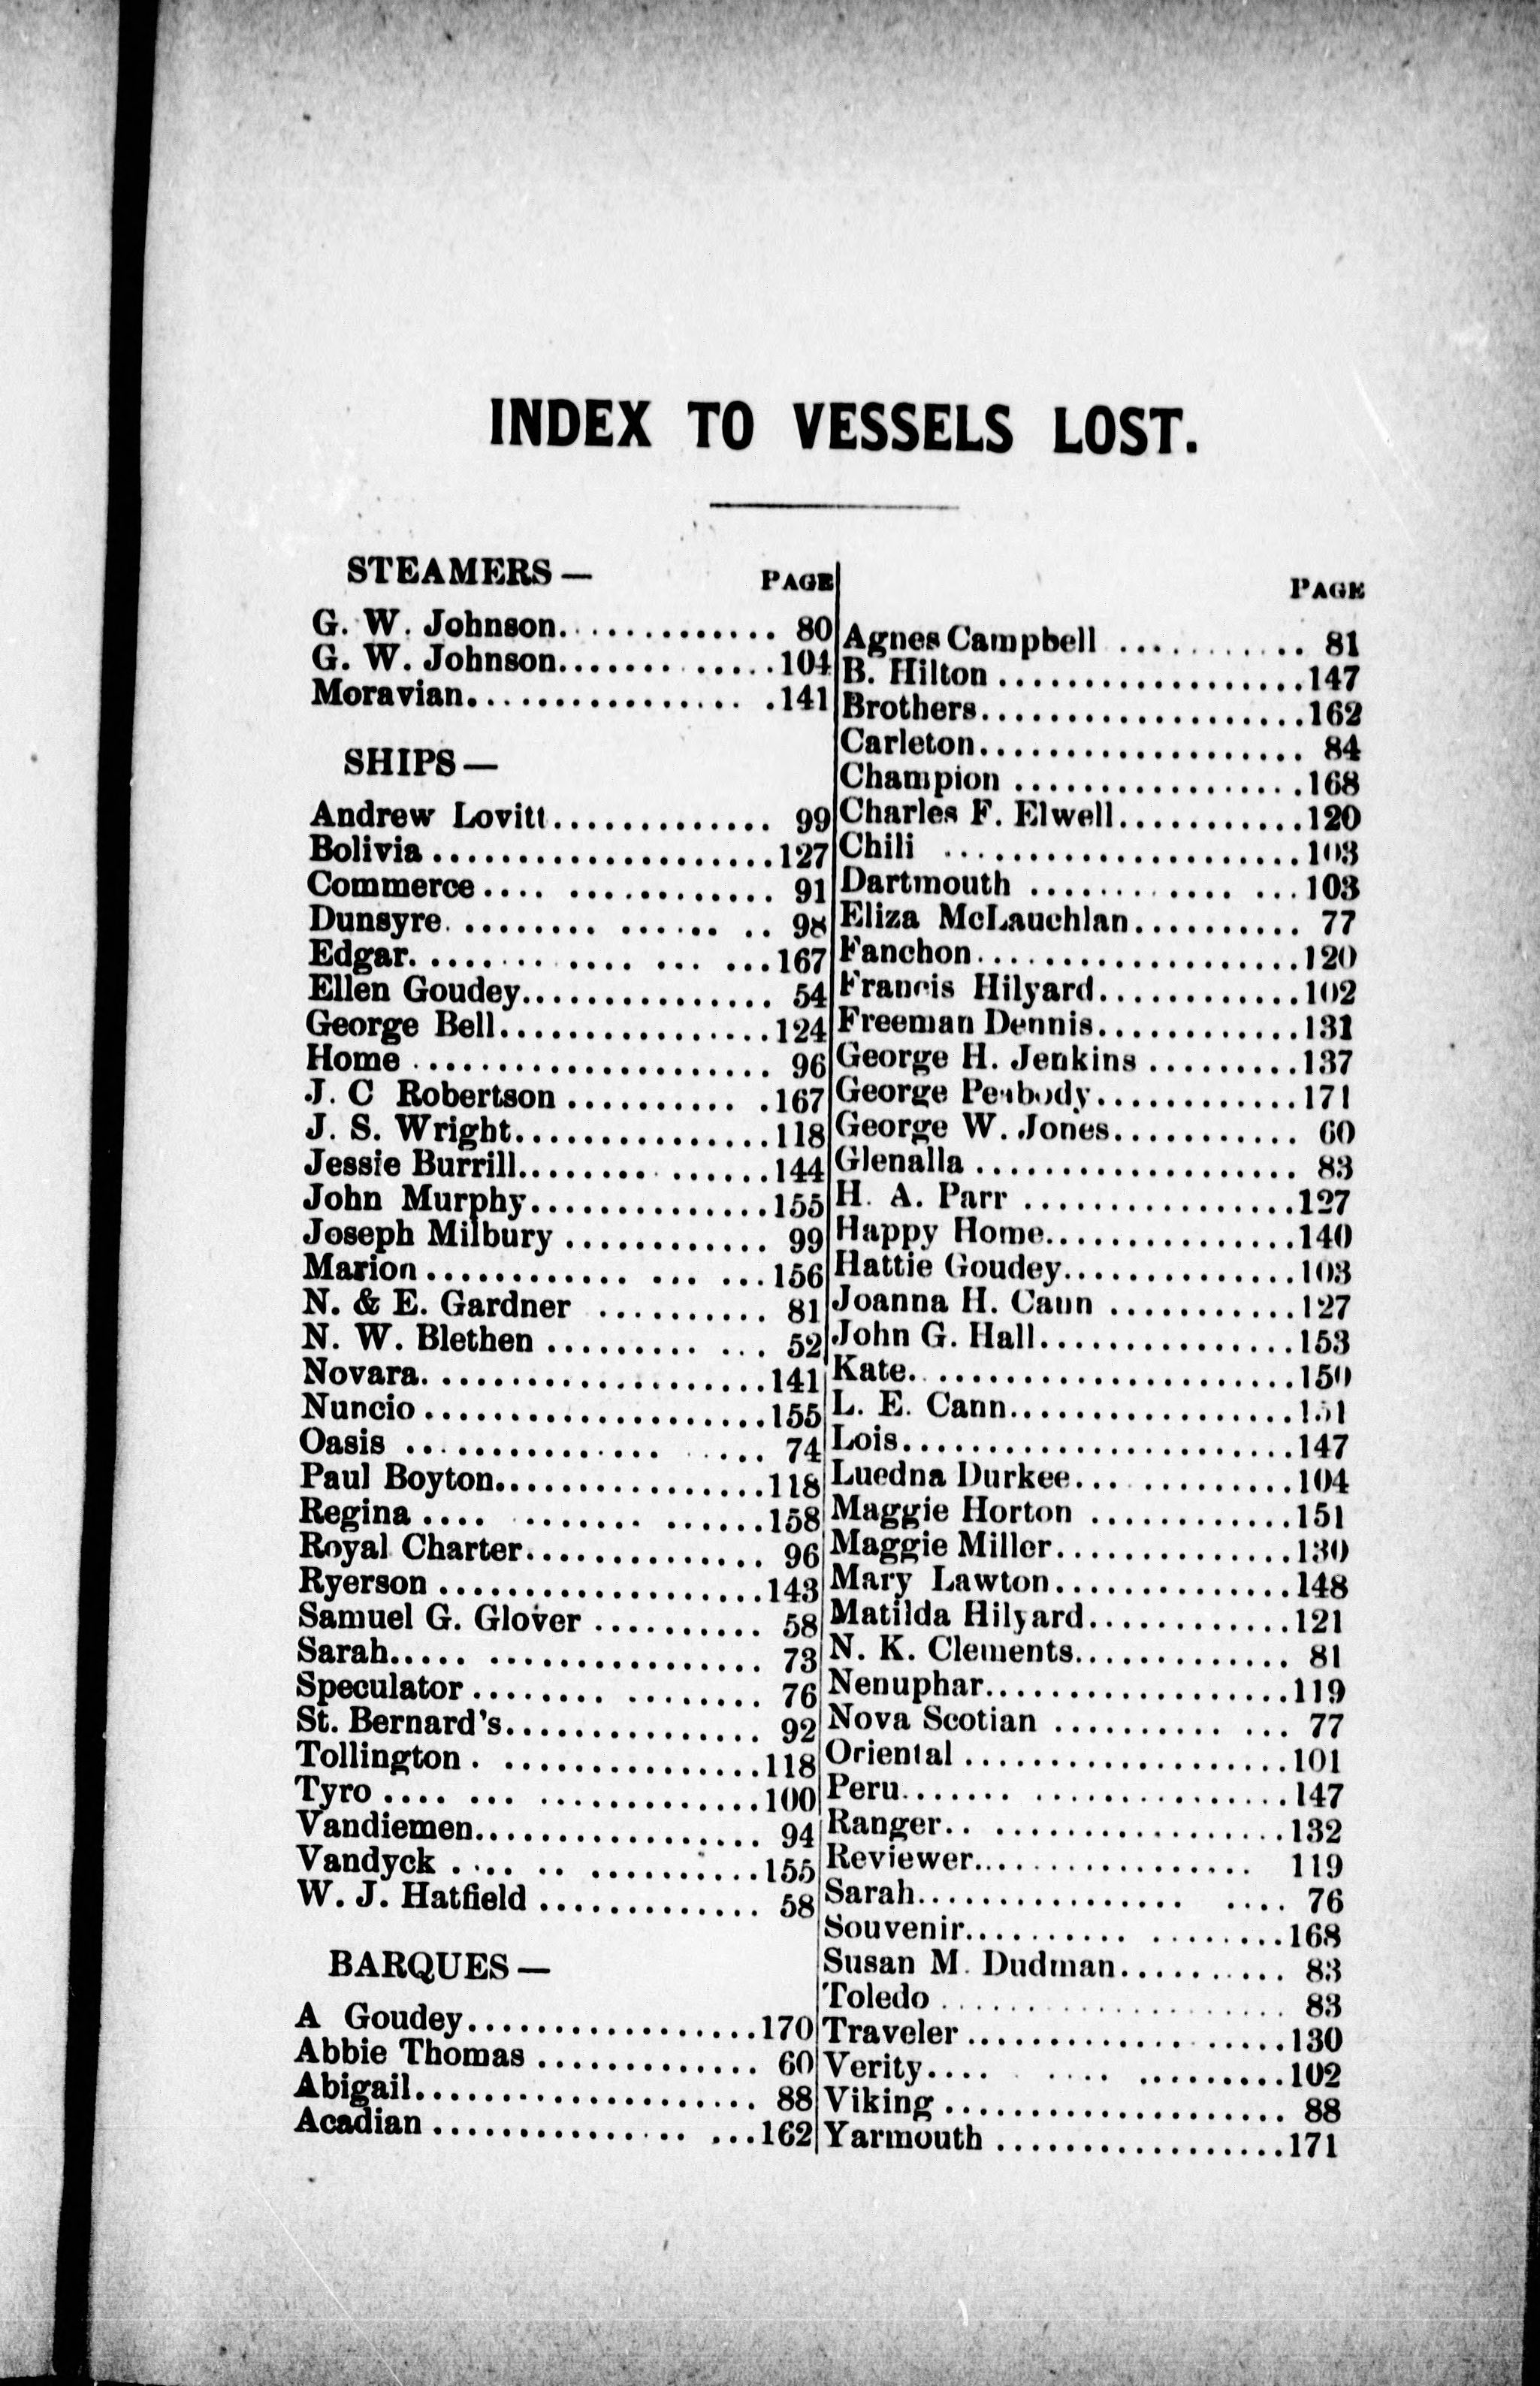 INDEX TO VESSELS LOST.
STEAMERS — PAGE
G. W. Johnson............. 80
G. W. Johnson.............104
Moravian.................141
SHIPS —
Andrew Lovitt............. 99
Bolivia....................127
Commerce................ 91
Dunsyre................. 98
Edgar....................167
Ellen Goudey............... 54
George Bell................124
Home..................... 96
J. C Robertson............167
J. S. Wright...............118
Jessie Burrill...............144
John Murphy..............155
Joseph Milbury............ 99
Marion..................156
N. & E. Gardner.......... 81
N. W. Blethen............ 52
Novara....................141
Nuncio....................155
Oasis.................... 74
Paul Boyton................118
Regina..................158
Royal Charter.............. 96
Ryerson...................143
Samuel G. Glover.......... 58
Sarah..................... 73
Speculator................ 76
St. Bernard's............... 92
Tollington................118
Tyro....................100
Vandiemen................. 94
Vandyck.................155
W. J. Hatfield............. 58
BARQUES —
A Goudey.................170
Abbie Thomas............. 60
Abigail.................... 88
Acadian..................162
PAGE
Agnes Campbell........... 81
B. Hilton..................147
Brothers...................162
Carleton................... 84
Champion.................168
Charles F. Elwell...........120
Chili.....................103
Dartmouth...............103
Eliza McLauchlan.......... 77
Fanchon...................120
Francis Hilyard............102
Freeman Dennis............131
George H. Jenkins.........137
George Peabody............171
George W. Jones........... 60
Glenalla................... 83
H. A. Parr................127
Happy Home...............140
Hattie Goudey..............103
Joanna H. Cann...........127
John G. Hall...............153
Kate......................150
L. E. Cann.................151
Lois.......................147
Luedna Durkee............104
Maggie Horton............151
Maggie Miller..............130
Mary Lawton..............148
Matilda Hilyard............121
N. K. Clements............. 81
Nenuphar..................119
Nova Scotian............. 77
Oriental...................101
Peru.....................147
Ranger...................132
Reviewer................. 119
Sarah.................... 76
Souvenir..................168
Susan M. Dudman.......... 83
Toledo.................... 83
Traveler..................130
Verity.................102
Viking.................... 88
Yarmouth.................171